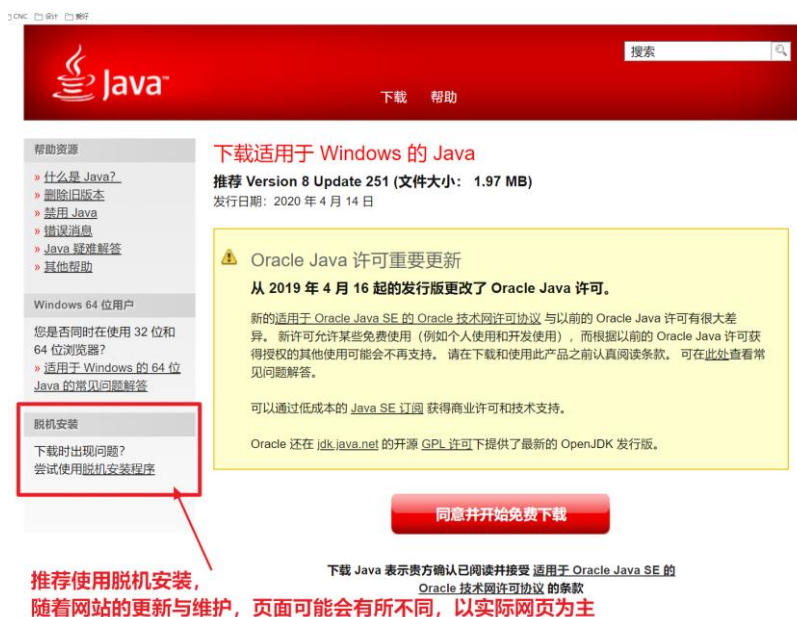 CNC 设计 爱好
Java™
搜索
下载 帮助
帮助资源
» 什么是 Java?
» 删除旧版本
» 禁用 Java
» 错误消息
» Java 疑难解答
» 其他帮助
Windows 64 位用户
您是否同时在使用 32 位和
64 位浏览器?
» 适用于 Windows 的 64 位
Java 的常见问题解答
脱机安装
下载时出现问题?
尝试使用脱机安装程序
下载适用于 Windows 的 Java
推荐 Version 8 Update 251 (文件大小: 1.97 MB)
发行日期: 2020 年 4 月 14 日
Oracle Java 许可重要更新
从 2019 年 4 月 16 起的发行版更改了 Oracle Java 许可。
新的适用于 Oracle Java SE 的 Oracle 技术网许可协议 与以前的 Oracle Java 许可有很大差
异。 新许可允许某些免费使用（例如个人使用和开发使用），而根据以前的 Oracle Java 许可获
得授权的其他使用可能会不再支持。 请在下载和使用此产品之前认真阅读条款。 可在此处查看常
见问题解答。
可以通过低成本的 Java SE 订阅 获得商业许可和技术支持。
Oracle 还在 jdk.java.net 的开源 GPL 许可下提供了最新的 OpenJDK 发行版。
同意并开始免费下载
下载 Java 表示贵方确认已阅读并接受 适用于 Oracle Java SE 的
Oracle 技术网许可协议 的条款
推荐使用脱机安装，
随着网站的更新与维护，页面可能会有所不同，以实际网页为主